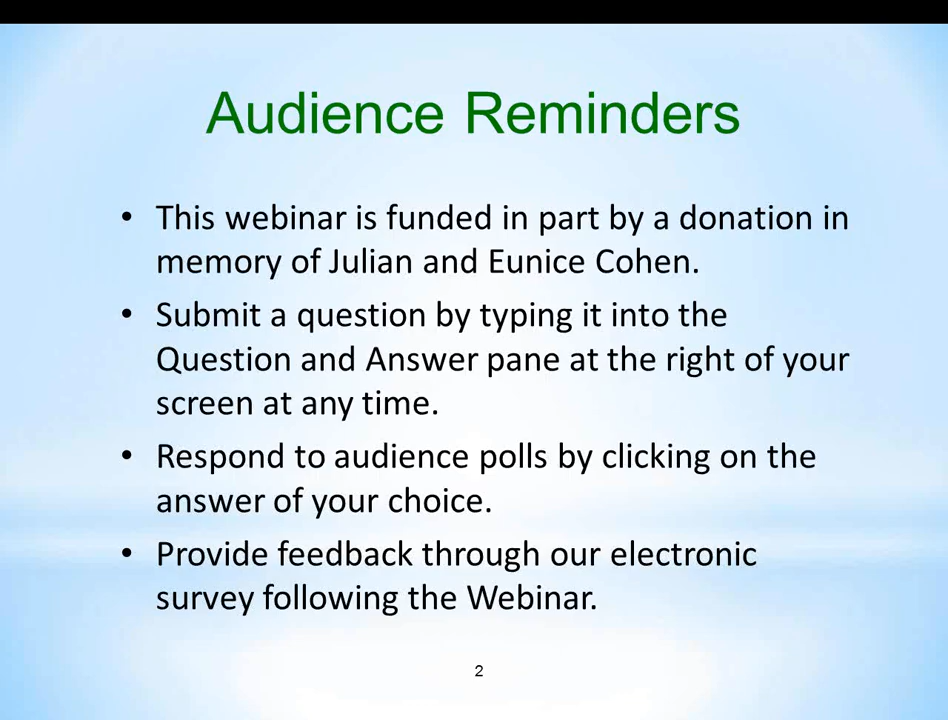 Audience Reminders
• This webinar is funded in part by a donation in
memory of Julian and Eunice Cohen.
• Submit a question by typing it into the
Question and Answer pane at the right of your
screen at any time.
• Respond to audience polls by clicking on the
answer of your choice.
• Provide feedback through our electronic
survey following the Webinar.
2